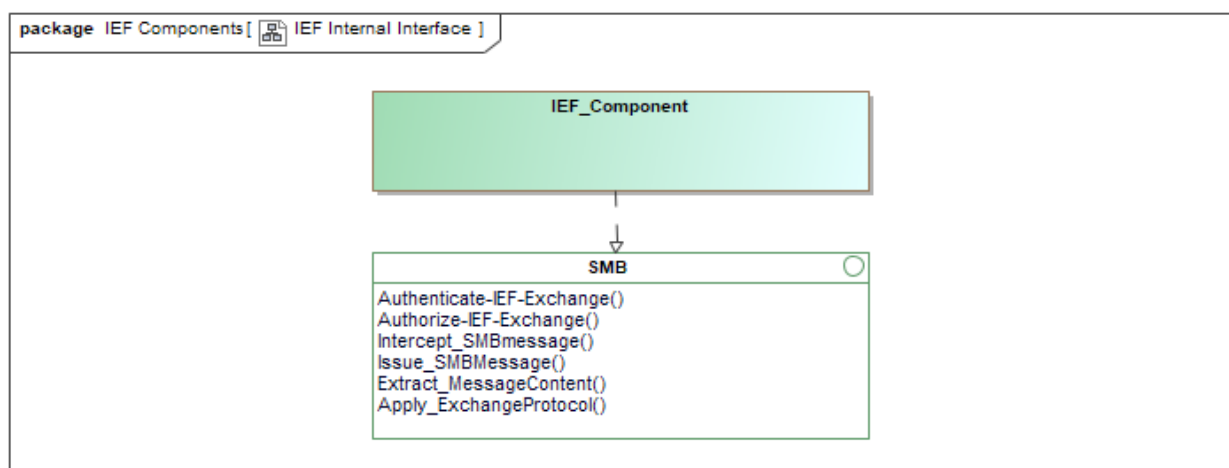 package IEF Components[ IEF Internal Interface ]
IEF_Component
SMB
Authenticate-IEF-Exchange()
Authorize-IEF-Exchange()
Intercept_SMBmessage()
Issue_SMBMessage()
Extract_MessageContent()
Apply_ExchangeProtocol()